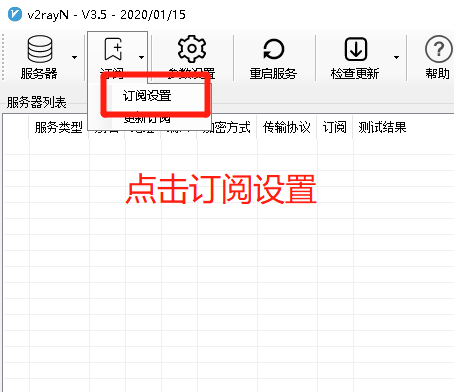 v2rayN - V3.5 - 2020/01/15
服务器 订阅 参数设置 重启服务 检查更新 帮助
订阅设置
服务器列表
更新订阅
服务类型 别名 地址 端口 加密方式 传输协议 订阅 测试结果
点击订阅设置